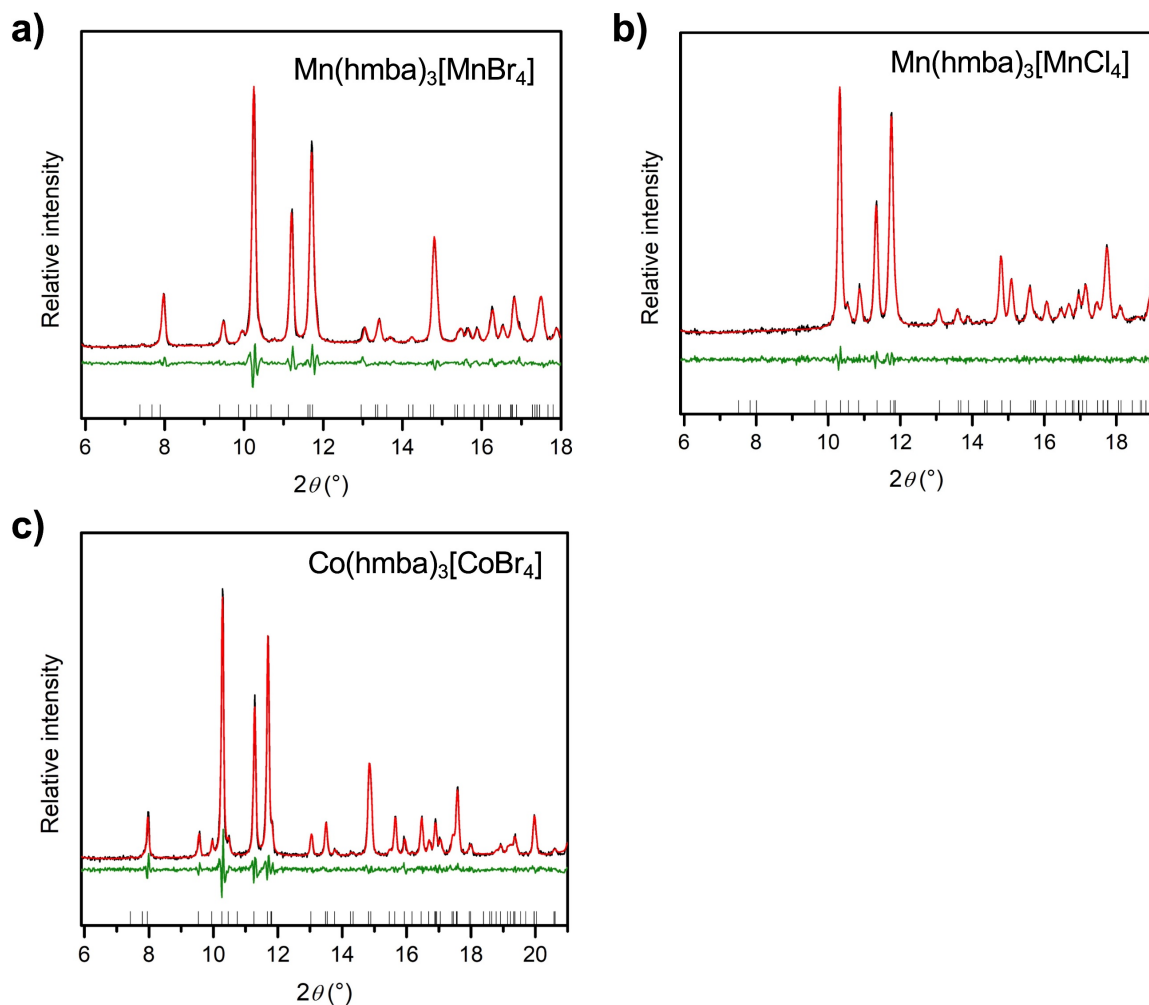 a)
Mn(hmba)₃[MnBr₄]
Relative intensity
6 8 10 12 14 16 18
2θ (°)
b)
Mn(hmba)₃[MnCl₄]
Relative intensity
6 8 10 12 14 16 18
2θ (°)
c)
Co(hmba)₃[CoBr₄]
Relative intensity
6 8 10 12 14 16 18 20
2θ (°)